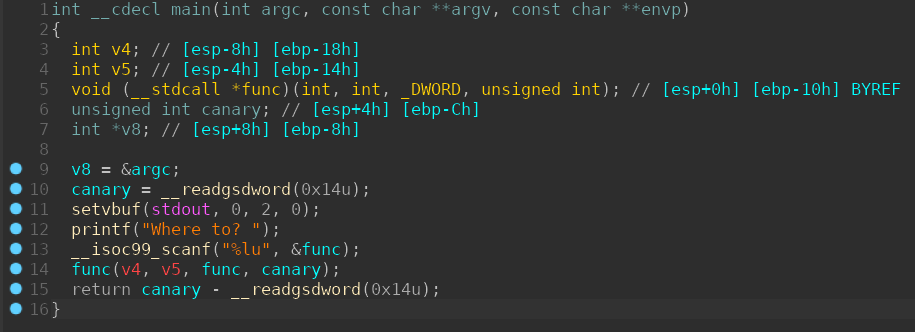 1 int __cdecl main(int argc, const char **argv, const char **envp)
2 {
3 int v4; // [esp-8h] [ebp-18h]
4 int v5; // [esp-4h] [ebp-14h]
5 void (__stdcall *func)(int, int, _DWORD, unsigned int); // [esp+0h] [ebp-10h] BYREF
6 unsigned int canary; // [esp+4h] [ebp-Ch]
7 int *v8; // [esp+8h] [ebp-8h]
8
9 v8 = &argc;
10 canary = __readgsdword(0x14u);
11 setvbuf(stdout, 0, 2, 0);
12 printf("Where to? ");
13 __isoc99_scanf("%lu", &func);
14 func(v4, v5, func, canary);
15 return canary - __readgsdword(0x14u);
16 }